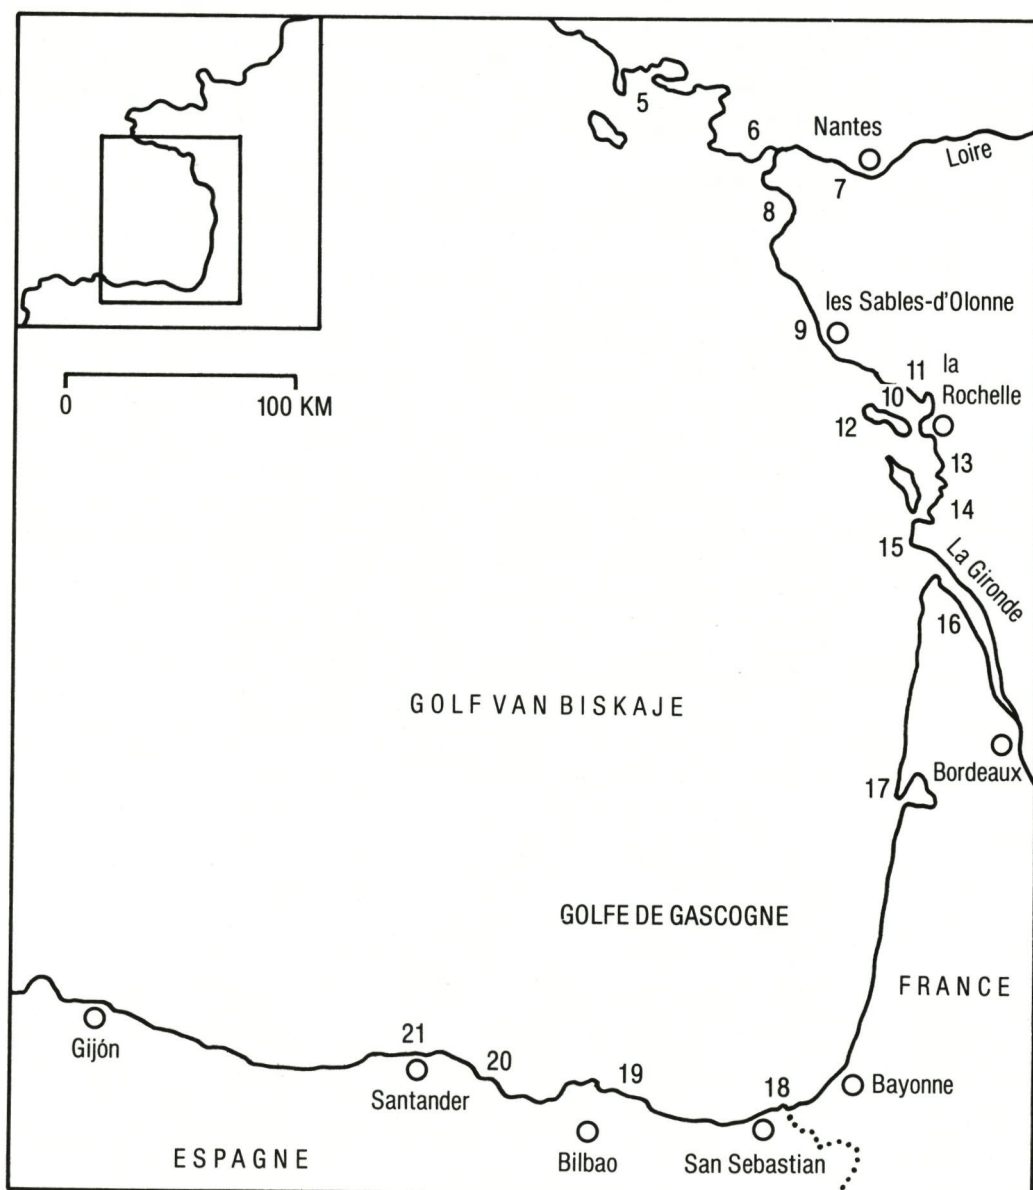 5
6
Nantes
Loire
7
8
les Sables-d'Olonne
9
11
la
10
Rochelle
0
100 KM
12
13
14
15
La Gironde
16
GOLF VAN BISKAJE
Bordeaux
17
GOLFE DE GASCOGNE
FRANCE
Gijón
21
Santander
20
19
18
Bayonne
Bilbao
San Sebastian
ESPAGNE